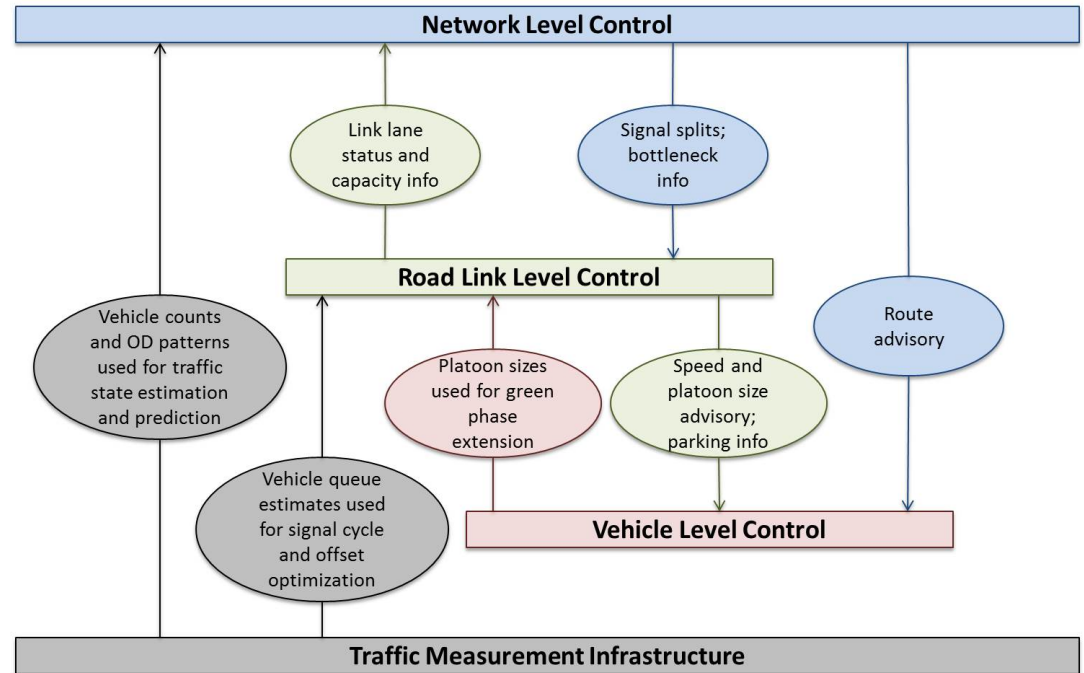 Network Level Control
Link lane
status and
capacity info
Signal splits;
bottleneck
info
Road Link Level Control
Vehicle counts
and OD patterns
used for traffic
state estimation
and prediction
Route
advisory
Platoon sizes
used for green
phase
extension
Speed and
platoon size
advisory;
parking info
Vehicle queue
estimates used
for signal cycle
and offset
optimization
Vehicle Level Control
Traffic Measurement Infrastructure